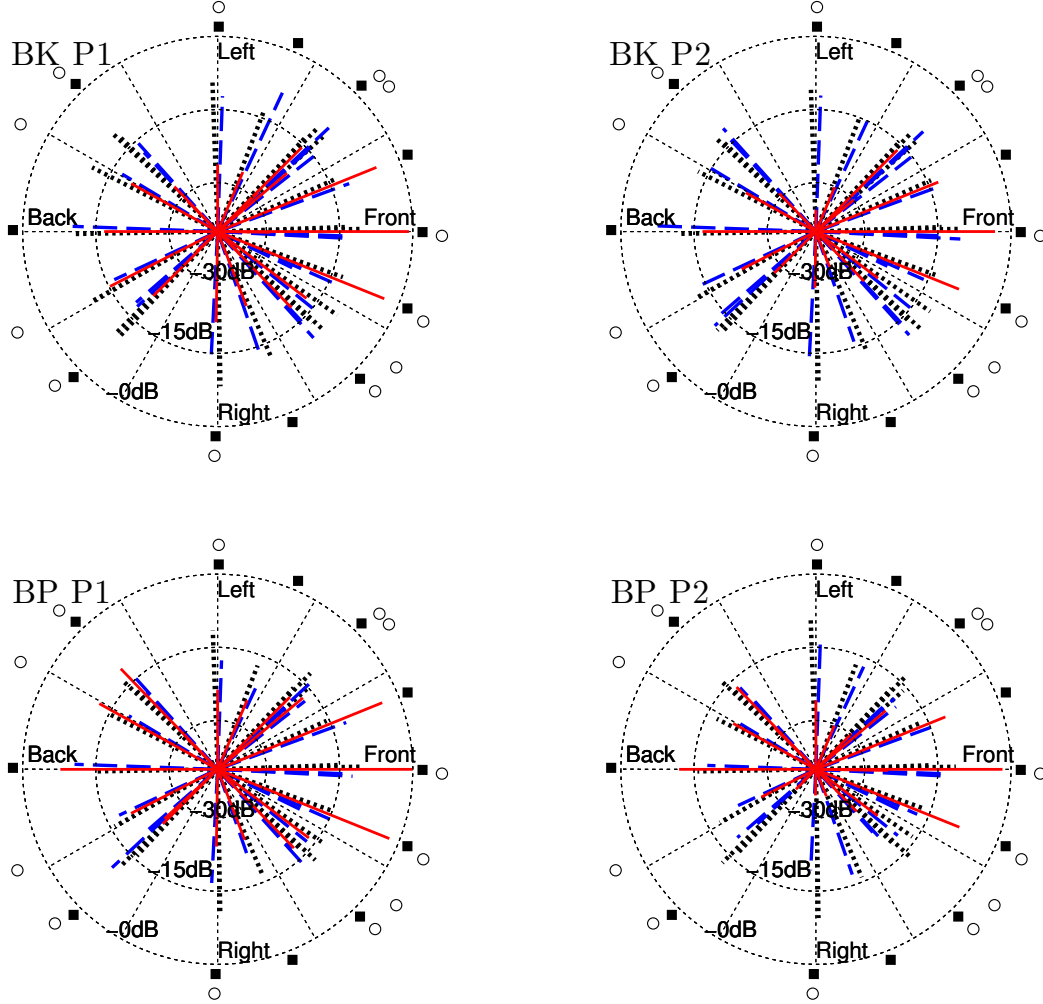 BK P1
Left
Back
Front
−30dB
−15dB
−0dB
Right
BK P2
Left
Back
Front
−30dB
−15dB
−0dB
Right
BP P1
Left
Back
Front
−30dB
−15dB
−0dB
Right
BP P2
Left
Back
Front
−30dB
−15dB
−0dB
Right